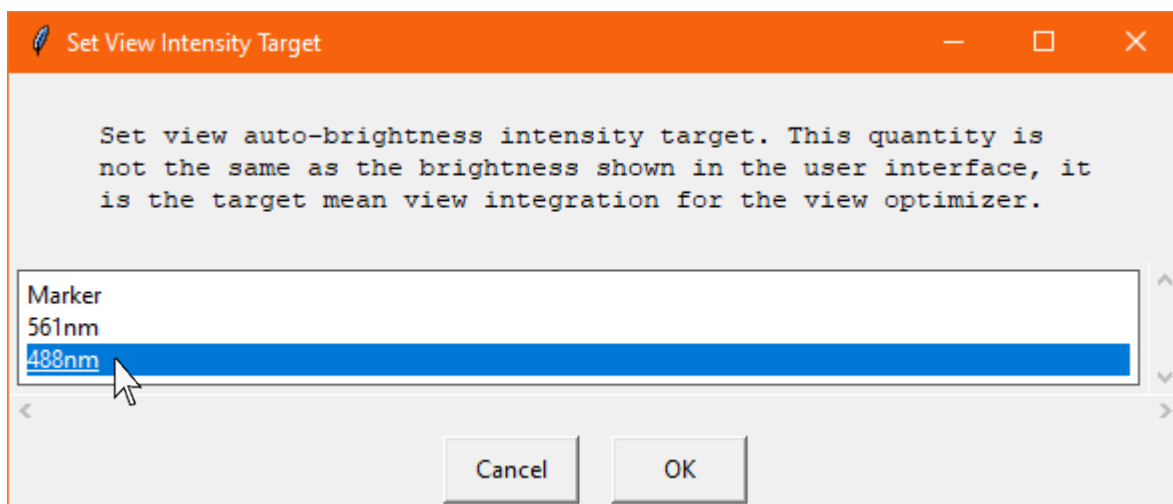 Set View Intensity Target
Set view auto-brightness intensity target. This quantity is
not the same as the brightness shown in the user interface, it
is the target mean view integration for the view optimizer.
Marker
561nm
488nm
Cancel OK